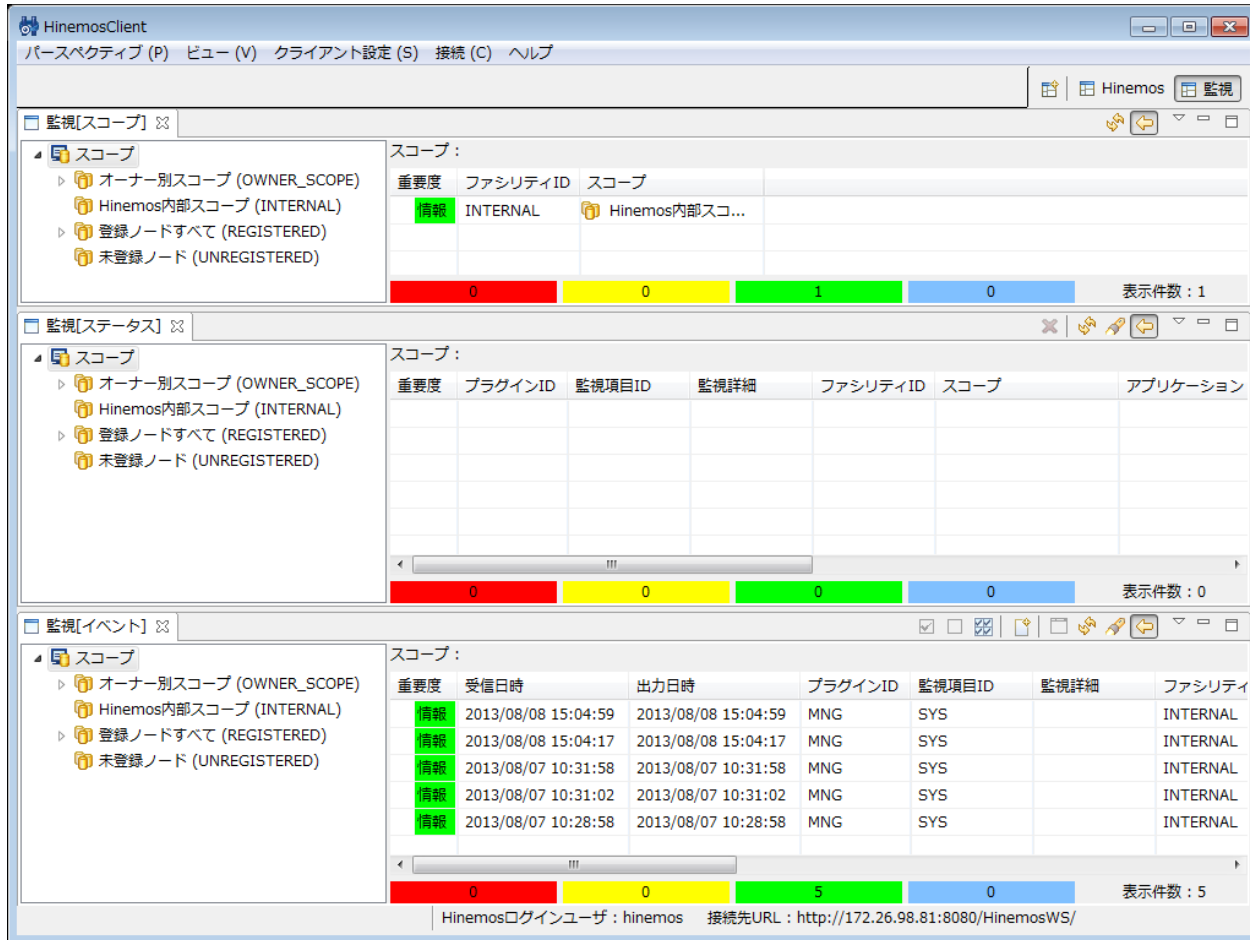 HinemosClient
パースペクティブ (P) ビュー (V) クライアント設定 (S) 接続 (C) ヘルプ
Hinemos 監視
監視[スコープ]
スコープ
オーナー別スコープ (OWNER_SCOPE)
Hinemos内部スコープ (INTERNAL)
登録ノードすべて (REGISTERED)
未登録ノード (UNREGISTERED)
スコープ :
重要度 ファシリティID スコープ
情報 INTERNAL Hinemos内部スコ...
0 0 1 0 表示件数 : 1
監視[ステータス]
スコープ
オーナー別スコープ (OWNER_SCOPE)
Hinemos内部スコープ (INTERNAL)
登録ノードすべて (REGISTERED)
未登録ノード (UNREGISTERED)
スコープ :
重要度 プラグインID 監視項目ID 監視詳細 ファシリティID スコープ アプリケーション
0 0 0 0 表示件数 : 0
監視[イベント]
スコープ
オーナー別スコープ (OWNER_SCOPE)
Hinemos内部スコープ (INTERNAL)
登録ノードすべて (REGISTERED)
未登録ノード (UNREGISTERED)
スコープ :
重要度 受信日時 出力日時 プラグインID 監視項目ID 監視詳細 ファシリティ
情報 2013/08/08 15:04:59 2013/08/08 15:04:59 MNG SYS INTERNAL
情報 2013/08/08 15:04:17 2013/08/08 15:04:17 MNG SYS INTERNAL
情報 2013/08/07 10:31:58 2013/08/07 10:31:58 MNG SYS INTERNAL
情報 2013/08/07 10:31:02 2013/08/07 10:31:02 MNG SYS INTERNAL
情報 2013/08/07 10:28:58 2013/08/07 10:28:58 MNG SYS INTERNAL
0 0 5 0 表示件数 : 5
Hinemosログインユーザ : hinemos 接続先URL : http://172.26.98.81:8080/HinemosWS/